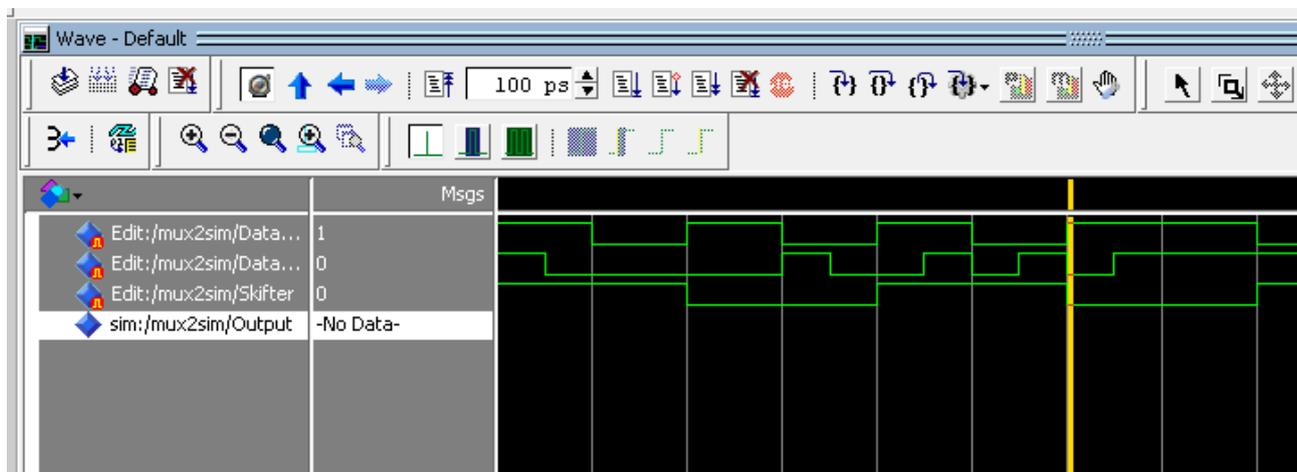 Wave - Default
100 ps
Msgs
Edit:/mux2sim/Data... 1
Edit:/mux2sim/Data... 0
Edit:/mux2sim/Skifter 0
sim:/mux2sim/Output -No Data-